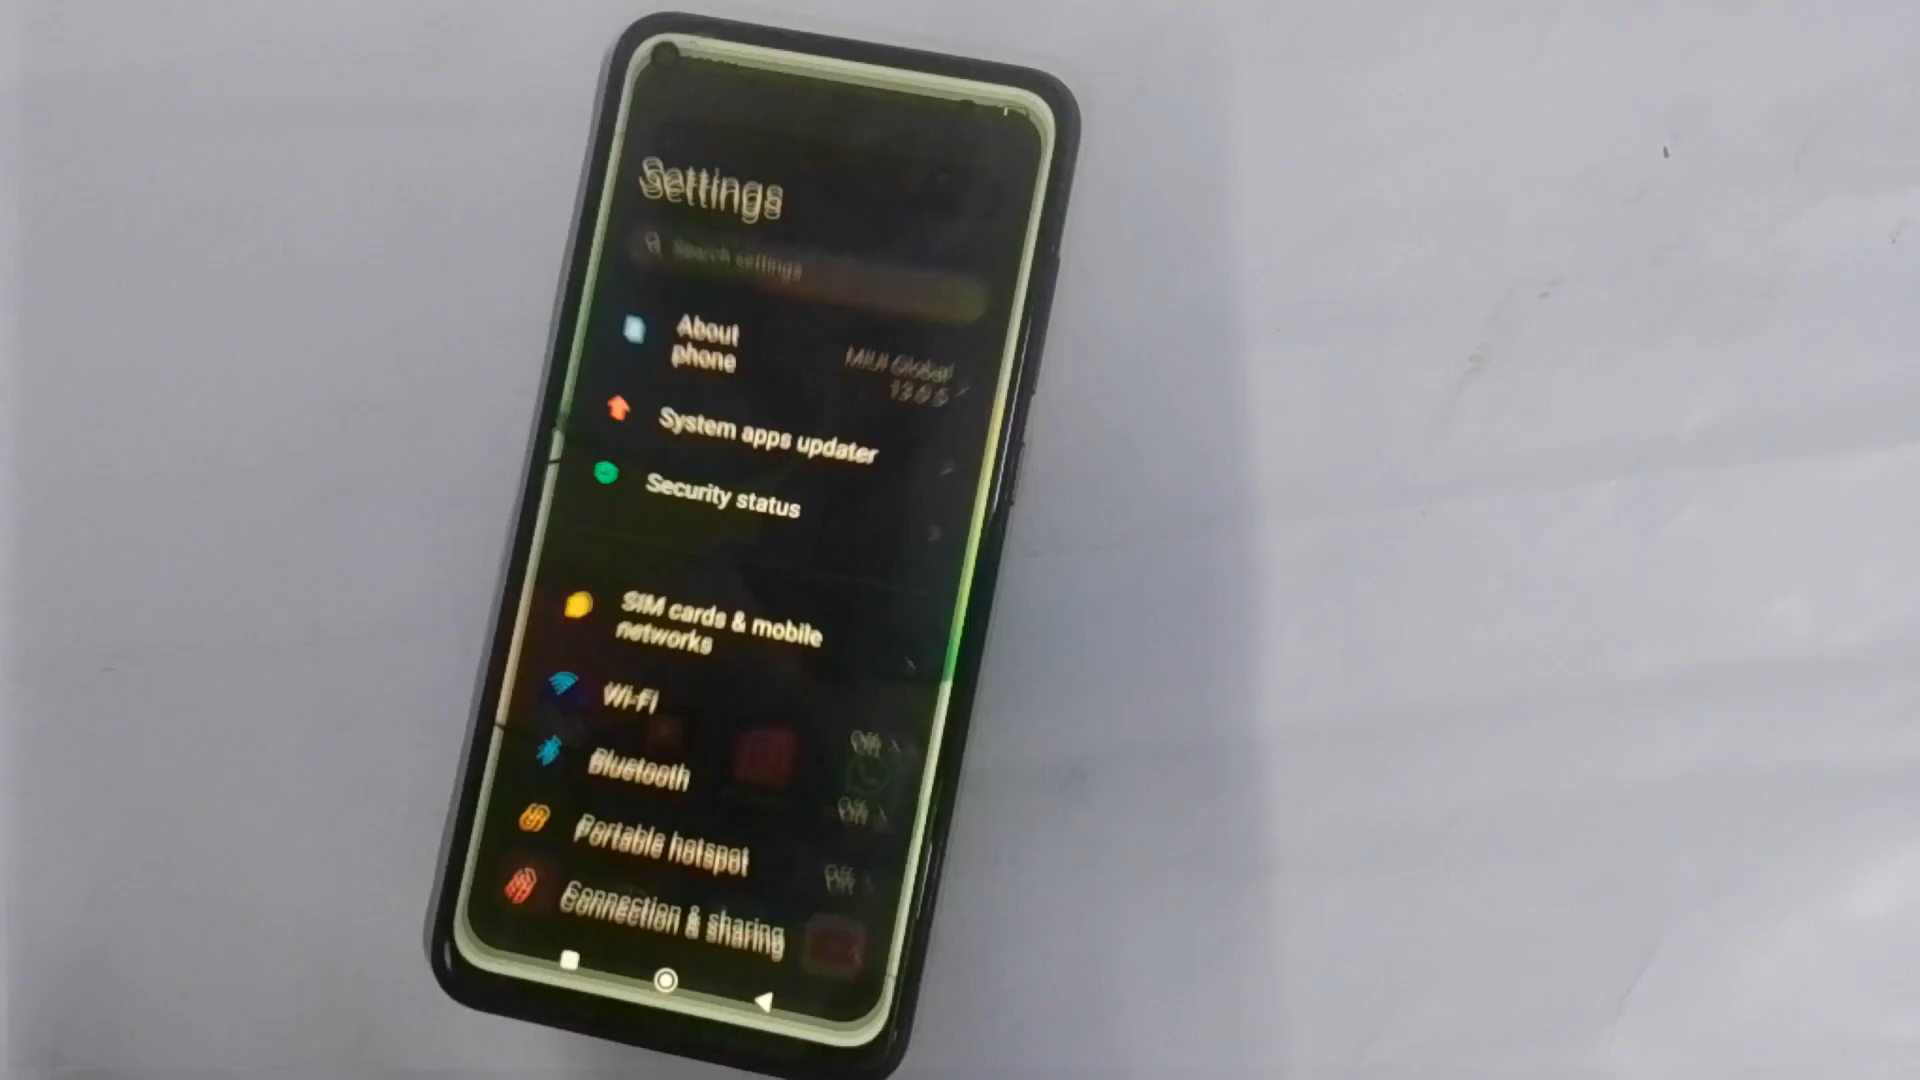 Settings
Search settings
About
phone
MIUI Global
System apps updater
Security status
SIM cards & mobile
networks
Wi-Fi
Off
Bluetooth
Off
Portable hotspot
Off
Connection & sharing